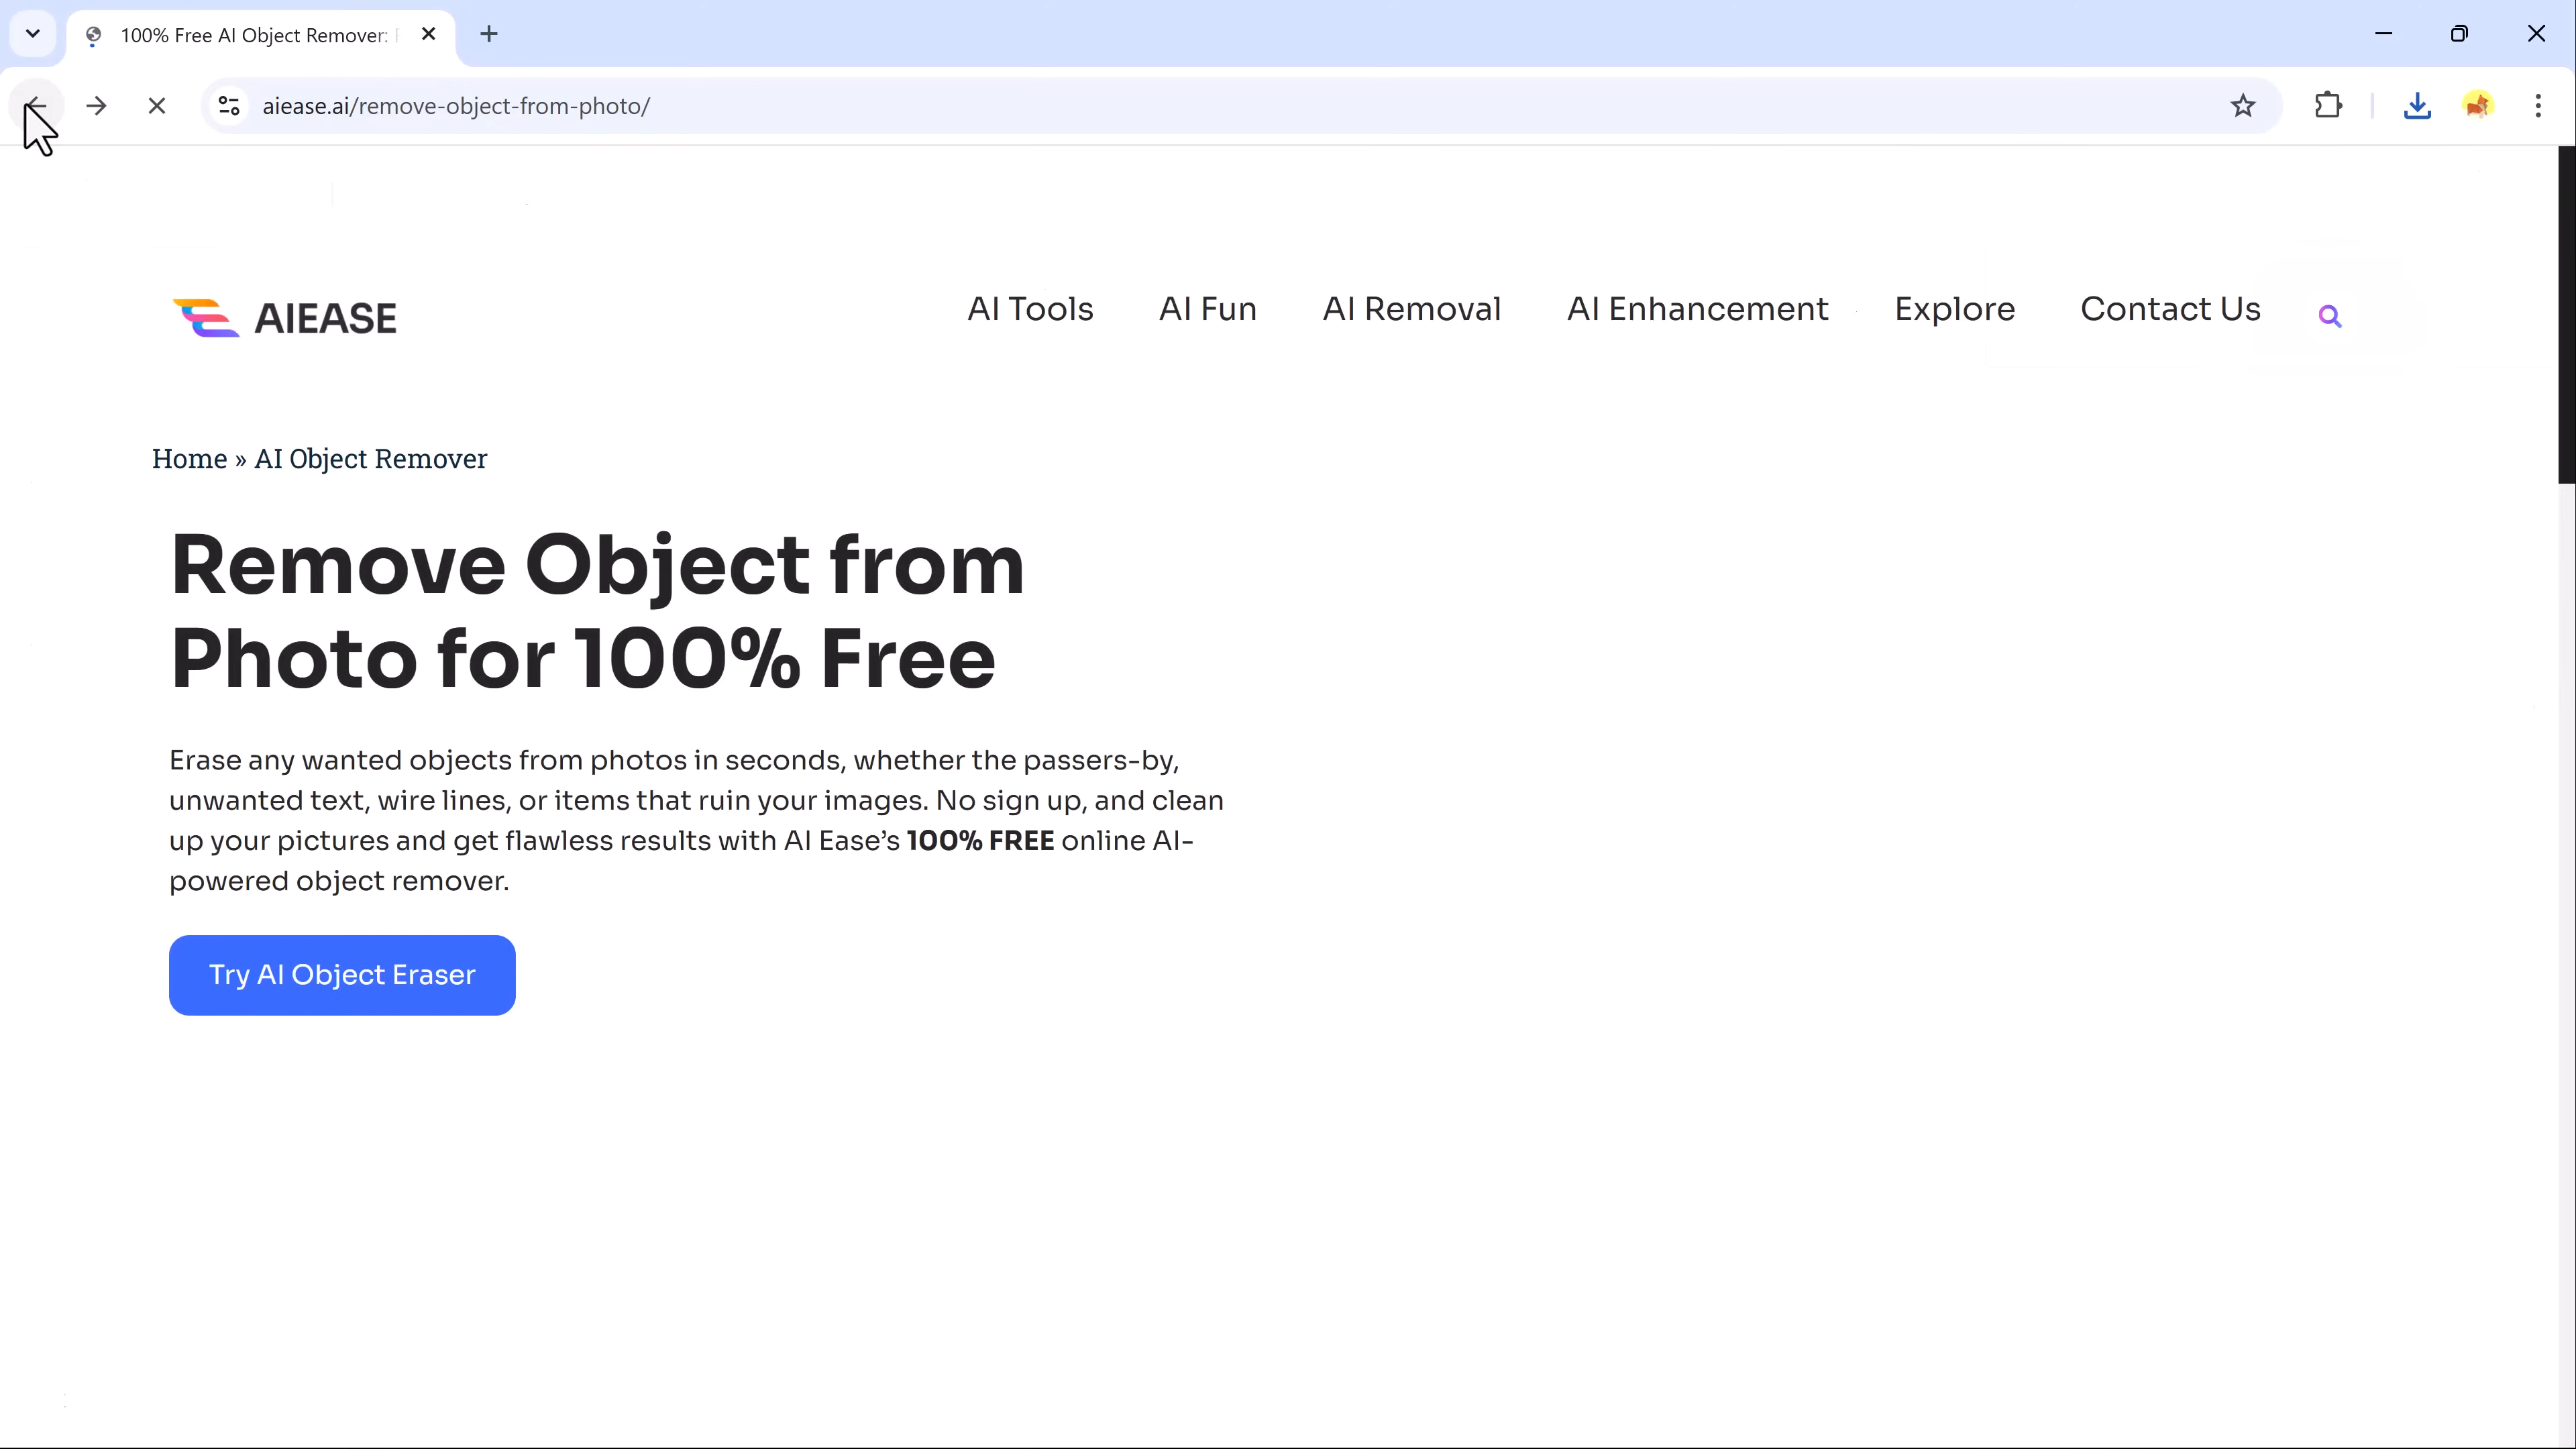 100% Free AI Object Remover:
aiease.ai/remove-object-from-photo/
AIEASE
AI Tools
AI Fun
AI Removal
AI Enhancement
Explore
Contact Us
Home » AI Object Remover
Remove Object from
Photo for 100% Free
Erase any wanted objects from photos in seconds, whether the passers-by,
unwanted text, wire lines, or items that ruin your images. No sign up, and clean
up your pictures and get flawless results with AI Ease’s 100% FREE online AI-
powered object remover.
Try AI Object Eraser